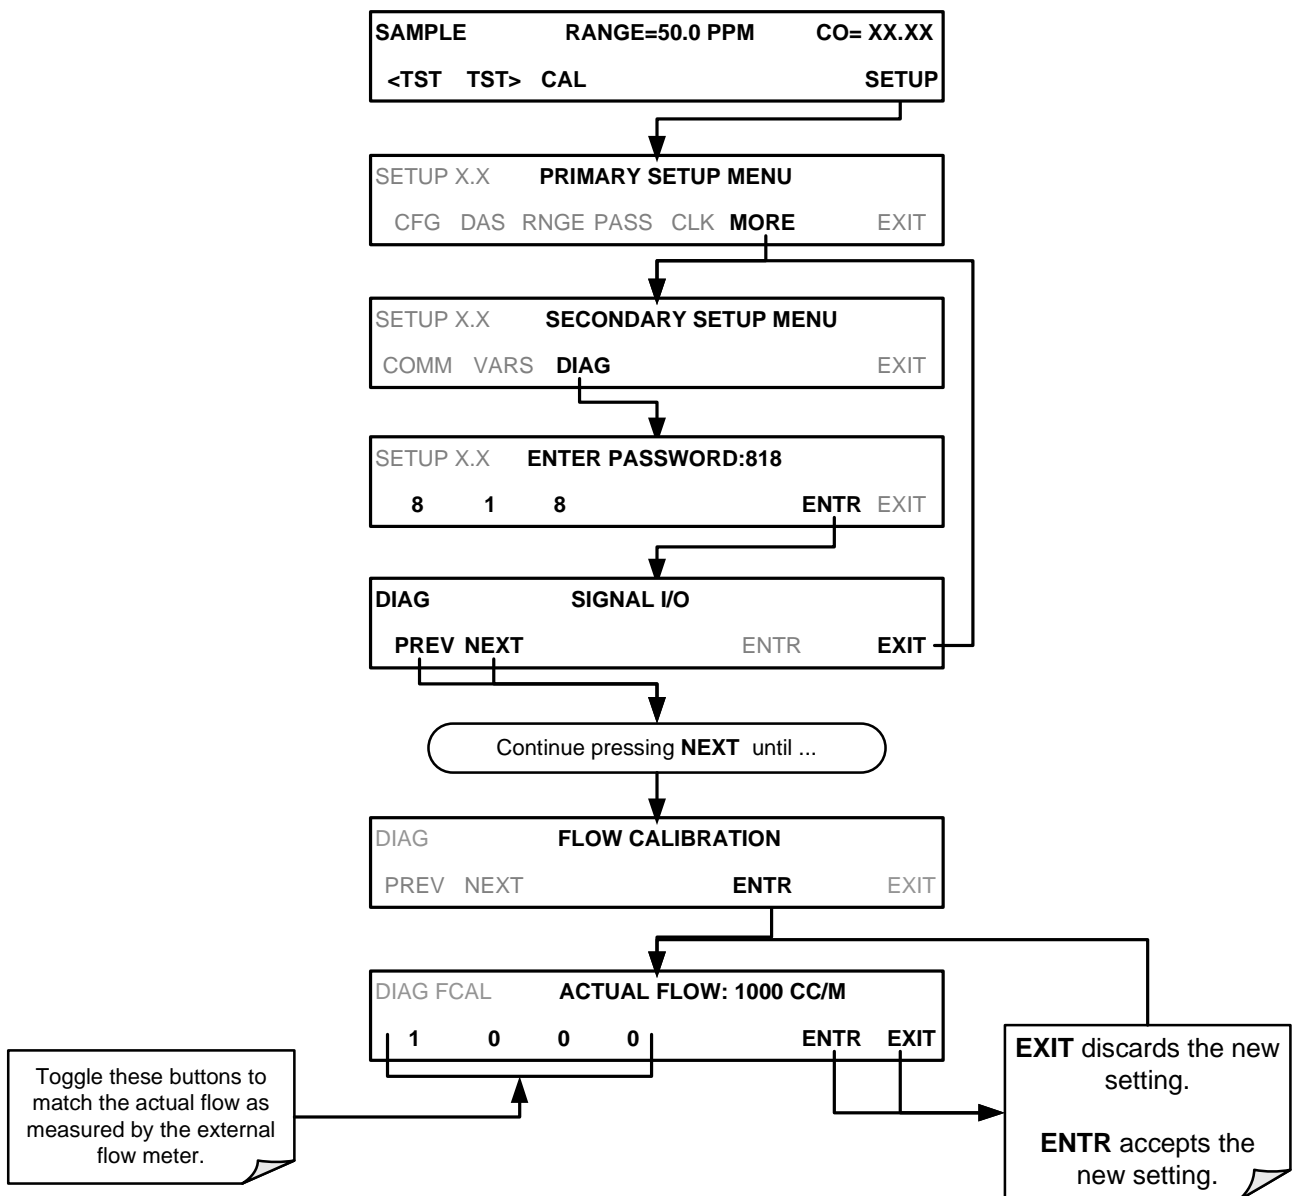 SAMPLE RANGE=50.0 PPM CO= XX.XX
<TST TST> CAL SETUP
SETUP X.X PRIMARY SETUP MENU
CFG DAS RNGE PASS CLK MORE EXIT
SETUP X.X SECONDARY SETUP MENU
COMM VARS DIAG EXIT
SETUP X.X ENTER PASSWORD:818
8 1 8 ENTR EXIT
DIAG SIGNAL I/O
PREV NEXT ENTR EXIT
Continue pressing NEXT until ...
DIAG FLOW CALIBRATION
PREV NEXT ENTR EXIT
DIAG FCAL ACTUAL FLOW: 1000 CC/M
1 0 0 0 ENTR EXIT
Toggle these buttons to
match the actual flow as
measured by the external
flow meter.
EXIT discards the new
setting.
ENTR accepts the
new setting.